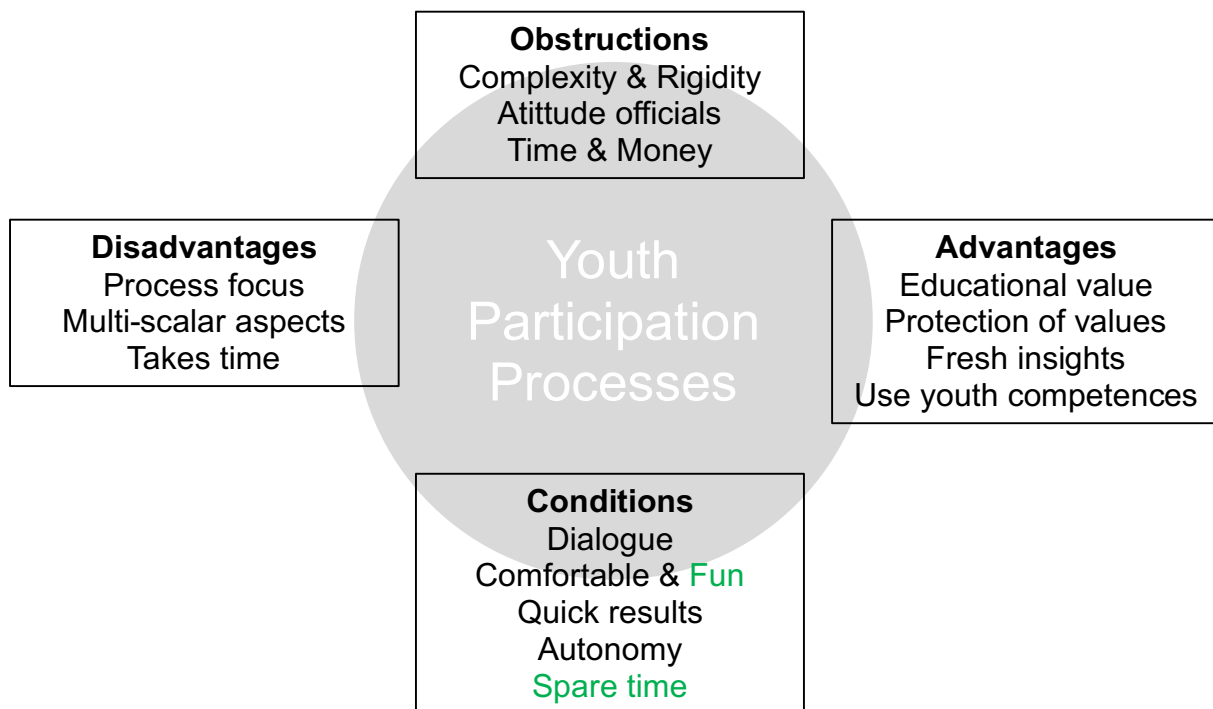 Obstructions
Complexity & Rigidity
Atittude officials
Time & Money
Disadvantages
Process focus
Multi-scalar aspects
Takes time
Youth
Participation
Processes
Advantages
Educational value
Protection of values
Fresh insights
Use youth competences
Conditions
Dialogue
Comfortable & Fun
Quick results
Autonomy
Spare time